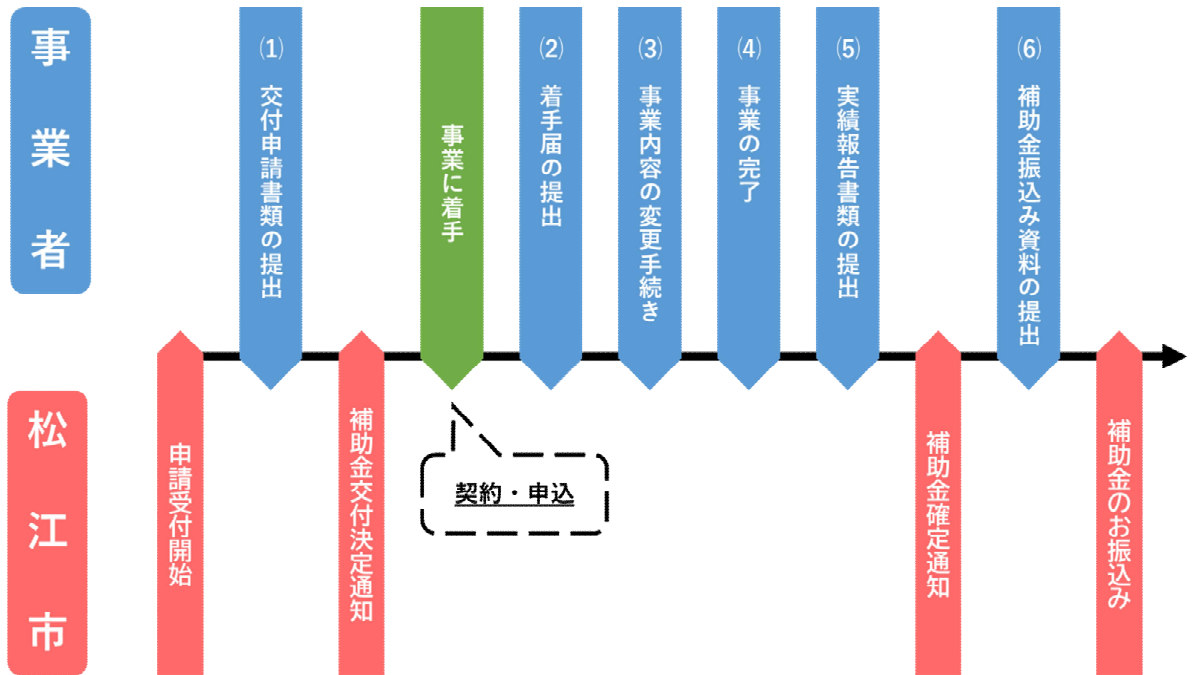 事業者
⑴ 交付申請書類の提出
事業に着手
⑵ 着手届の提出
⑶ 事業内容の変更手続き
⑷ 事業の完了
⑸ 実績報告書類の提出
⑹ 補助金振込み資料の提出
契約・申込
松江市
申請受付開始
補助金交付決定通知
補助金確定通知
補助金のお振込み